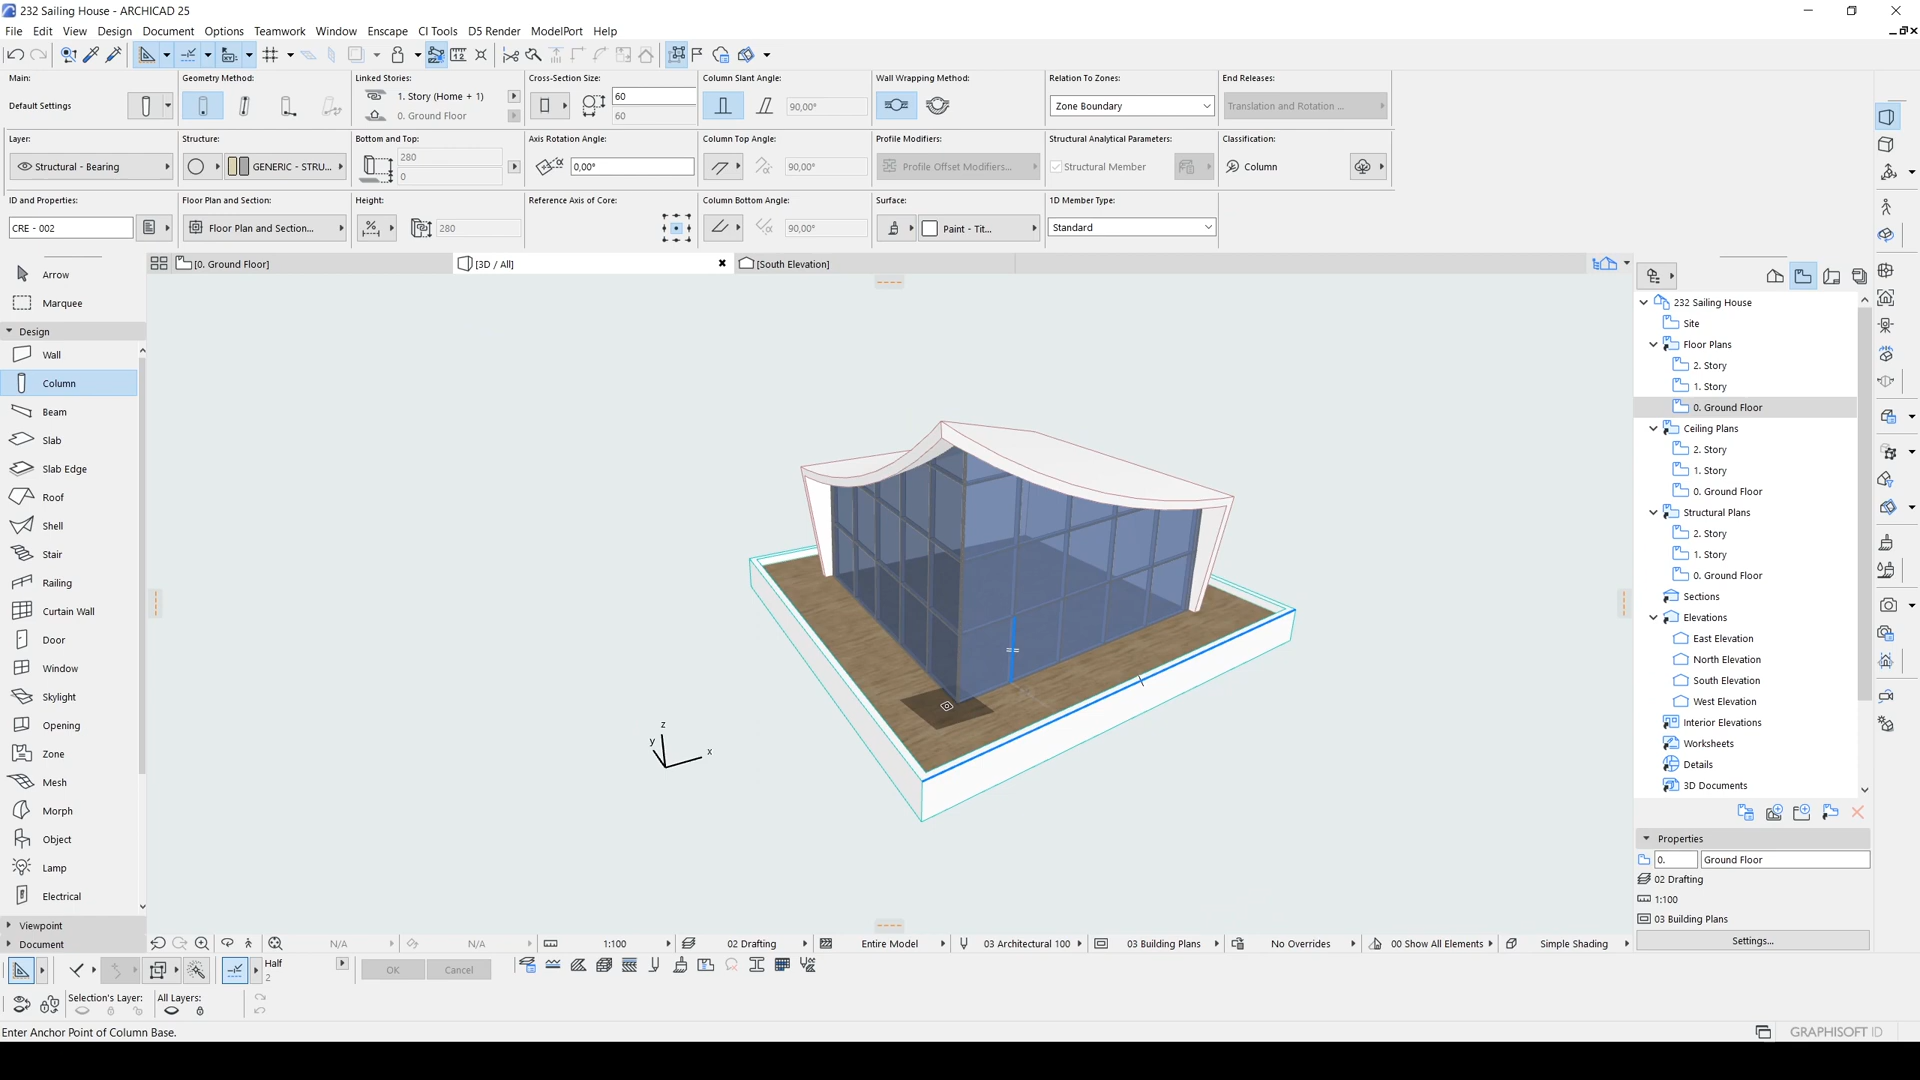 232 Sailing House - ARCHICAD 25
File Edit View Design Document Options Teamwork Window Enscape CI Tools D5 Render ModelPort Help
Main:
Geometry Method:
Linked Stories:
Cross-Section Size:
Column Slant Angle:
Wall Wrapping Method:
Relation To Zones:
End Releases:
Default Settings
1. Story (Home + 1)
0. Ground Floor
60
60
90,00°
Zone Boundary
Translation and Rotation ...
Layer:
Structure:
Bottom and Top:
Axis Rotation Angle:
Column Top Angle:
Profile Modifiers:
Structural Analytical Parameters:
Classification:
Structural - Bearing
GENERIC - STRU...
280
0
0,00°
90,00°
Profile Offset Modifiers...
Structural Member
Column
ID and Properties:
Floor Plan and Section:
Height:
Reference Axis of Core:
Column Bottom Angle:
Surface:
1D Member Type:
CRE - 002
Floor Plan and Section...
280
90,00°
Paint - Tit...
Standard
[0. Ground Floor]
[3D / All]
[South Elevation]
Arrow
Marquee
Design
Wall
Column
Beam
Slab
Slab Edge
Roof
Shell
Stair
Railing
Curtain Wall
Door
Window
Skylight
Opening
Zone
Mesh
Morph
Object
Lamp
Electrical
Viewpoint
Document
z
y
x
232 Sailing House
Site
Floor Plans
2. Story
1. Story
0. Ground Floor
Ceiling Plans
2. Story
1. Story
0. Ground Floor
Structural Plans
2. Story
1. Story
0. Ground Floor
Sections
Elevations
East Elevation
North Elevation
South Elevation
West Elevation
Interior Elevations
Worksheets
Details
3D Documents
Properties
0.
Ground Floor
02 Drafting
1:100
03 Building Plans
Settings...
N/A
N/A
1:100
02 Drafting
Entire Model
03 Architectural 100
03 Building Plans
No Overrides
00 Show All Elements
Simple Shading
Half
2
OK
Cancel
Selection's Layer:
All Layers:
Enter Anchor Point of Column Base.
GRAPHISOFT ID